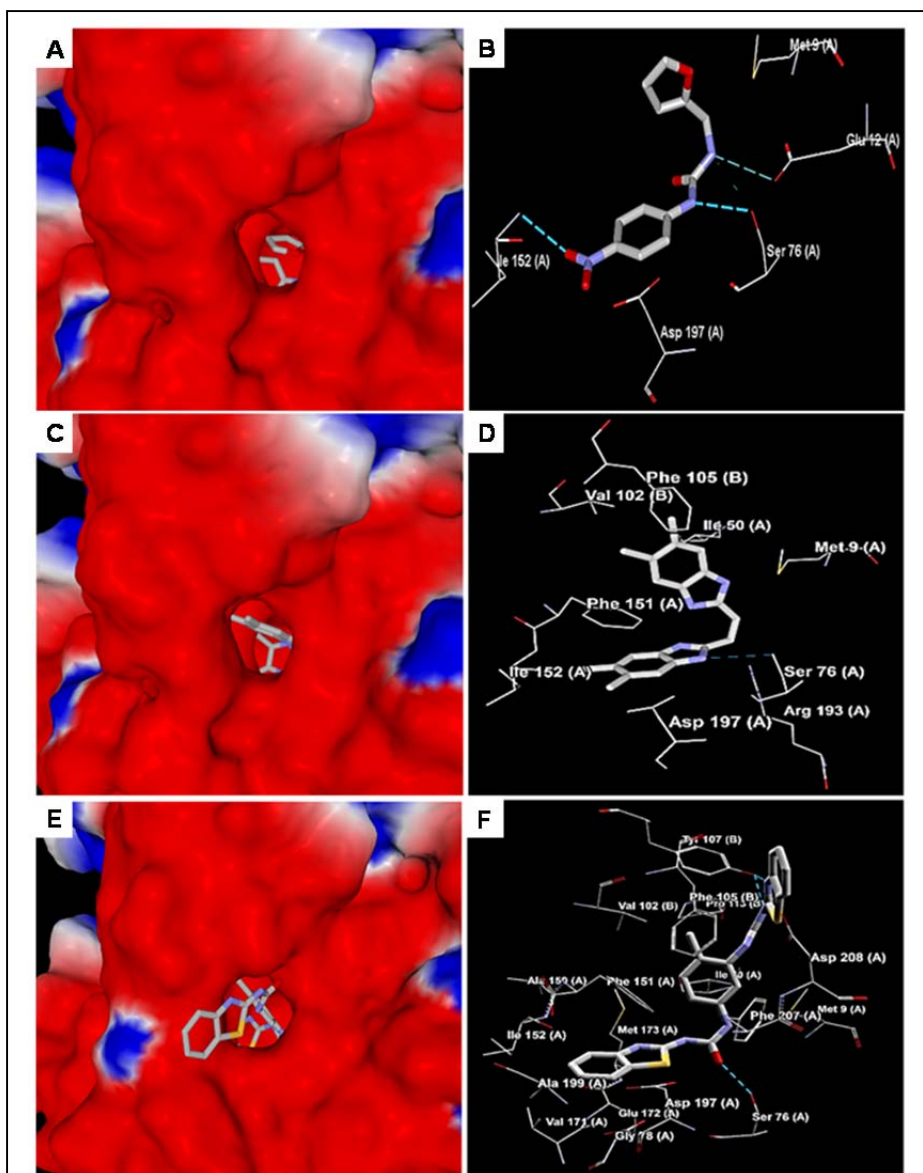 A
B
Met 9 (A)
Glu 12 (A)
Ser 76 (A)
le 152 (A)
Asp 197 (A)
C
D
Phe 105 (B)
Val 102 (B)
Ile 50 (A)
Met 9 (A)
Phe 151 (A)
Ile 152 (A)
Ser 76 (A)
Arg 193 (A)
Asp 197 (A)
E
F
Tyr 107 (B)
Phe 105 (B)
Val 102 (B)
Asp 208 (A)
Phe 151 (A)
Met 9 (A)
Phe 207 (A)
Ile 152 (A)
Met 173 (A)
Ala 199 (A)
Asp 197 (A)
Glu 172 (A)
Ser 76 (A)
Val 171 (A)
Gly 78 (A)